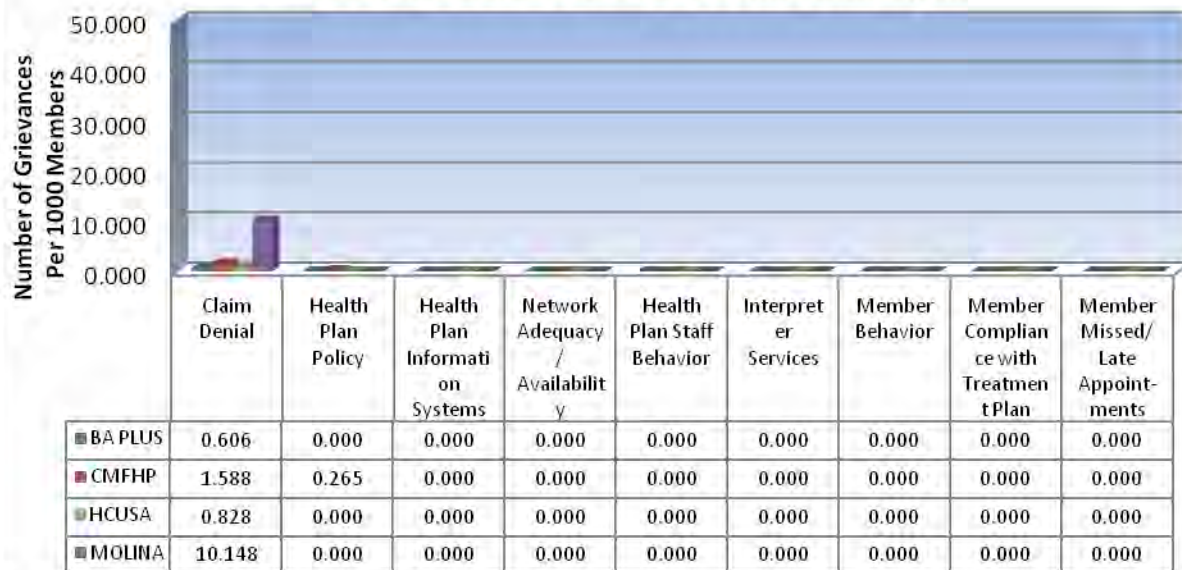 Number of Grievances
Per 1000 Members
50.000
40.000
30.000
20.000
10.000
0.000
Claim
Denial
Health
Plan
Policy
Health
Plan
Informati
on
Systems
Network
Adequacy
/
Availabilit
y
Health
Plan Staff
Behavior
Interpret
er
Services
Member
Behavior
Member
Complian
ce with
Treatmen
t Plan
Member
Missed/
Late
Appoint-
ments
BA PLUS 0.606 0.000 0.000 0.000 0.000 0.000 0.000 0.000 0.000
CMFHP 1.588 0.265 0.000 0.000 0.000 0.000 0.000 0.000 0.000
HCUSA 0.828 0.000 0.000 0.000 0.000 0.000 0.000 0.000 0.000
MOLINA 10.148 0.000 0.000 0.000 0.000 0.000 0.000 0.000 0.000